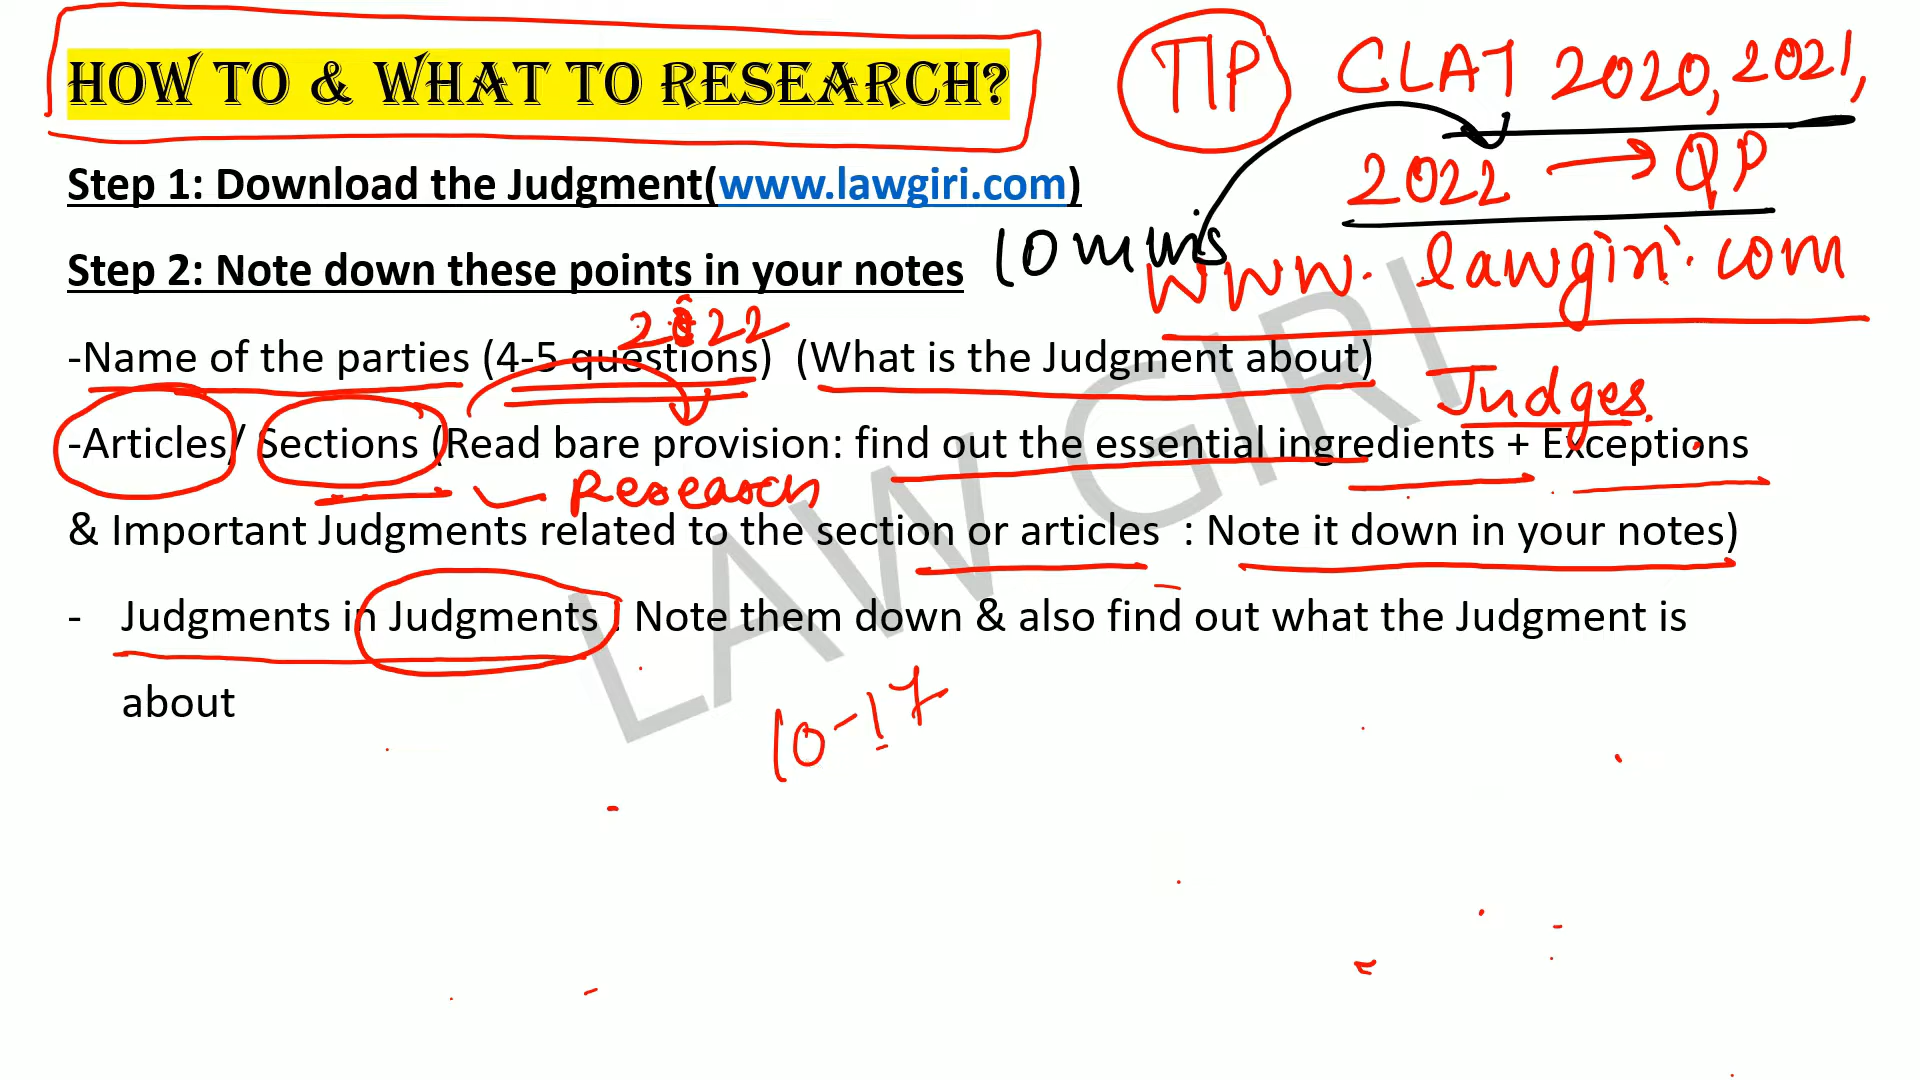 HOW TO & WHAT TO RESEARCH?
TIP CLAT 2020, 2021,
2022 → QP
Step 1: Download the Judgment(www.lawgiri.com)
10 mins
www.lawgiri.com
Step 2: Note down these points in your notes
2022
-Name of the parties (4-5 questions) (What is the Judgment about)
Judges.
-Articles/ Sections (Read bare provision: find out the essential ingredients + Exceptions
Research
& Important Judgments related to the section or articles : Note it down in your notes)
- Judgments in Judgments : Note them down & also find out what the Judgment is
about
10-17
LAW GIRI